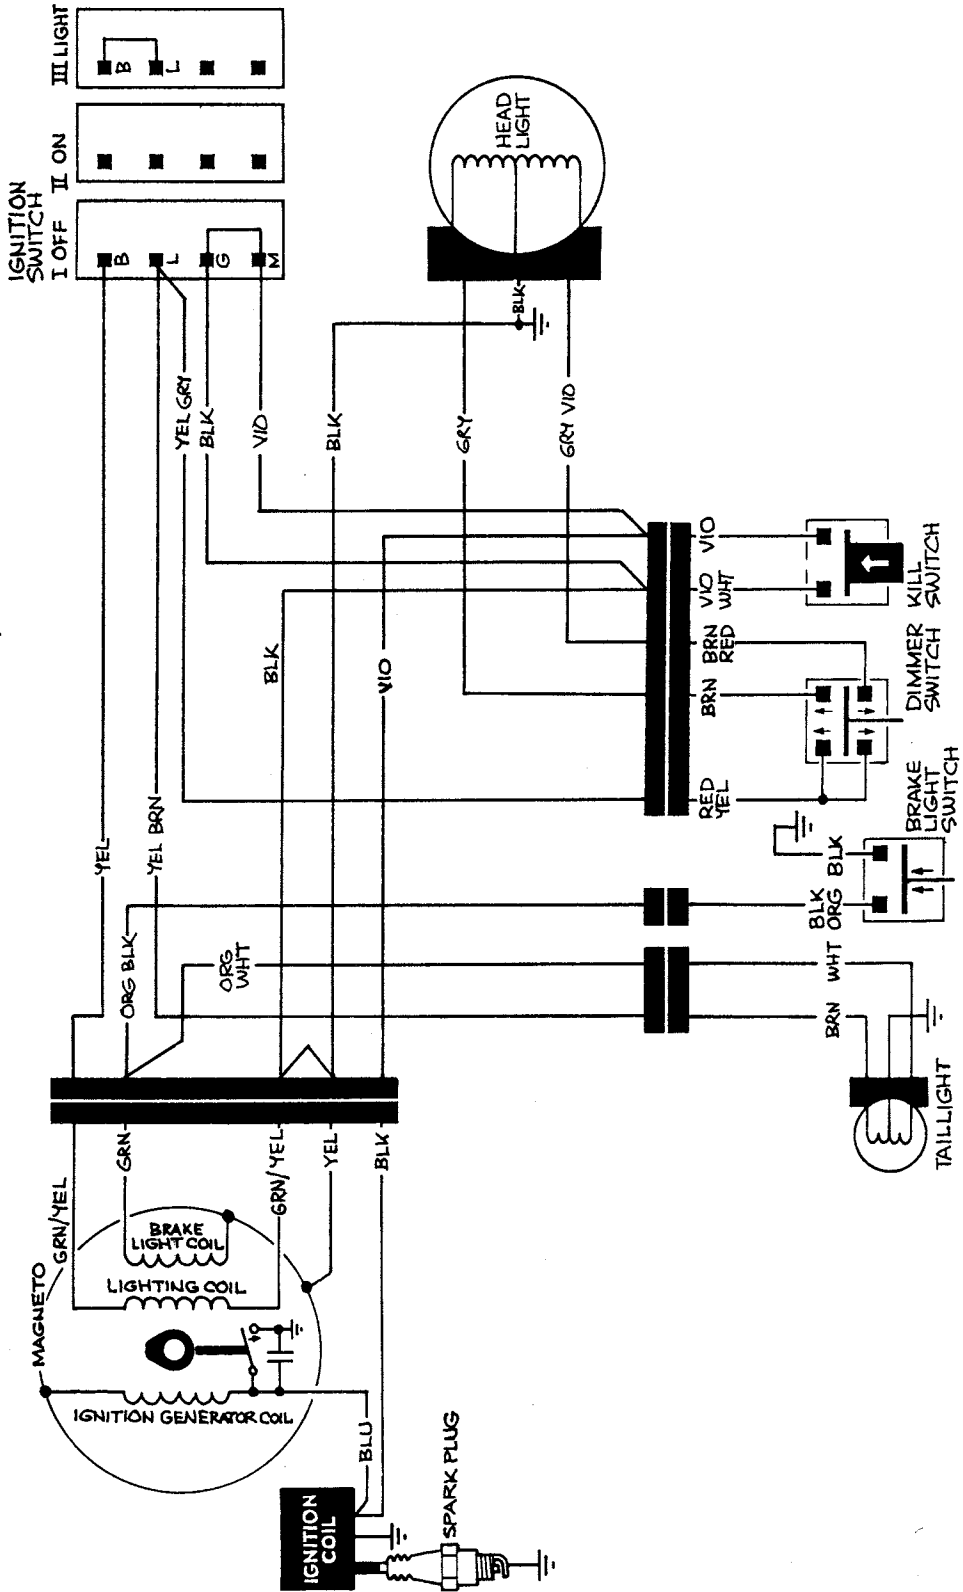 IGNITION
SWITCH
I OFF
II ON
III LIGHT
B
L
G
M
B
L
HEAD
LIGHT
BLK
YEL GRY
BLK
VIO
BLK
GRY
GRY VIO
BLK
VIO
YEL
YEL BRN
ORG BLK
ORG
WHT
VIO
VIO
WHT
BRN
RED
BRN
RED
YEL
KILL
SWITCH
DIMMER
SWITCH
BRAKE
LIGHT
SWITCH
BLK
BLK
ORG
WHT
BRN
TAILLIGHT
GRN/YEL
GRN
GRN/YEL
YEL
BLK
MAGNETO
BRAKE
LIGHT COIL
LIGHTING COIL
IGNITION GENERATOR COIL
BLU
IGNITION
COIL
SPARK PLUG